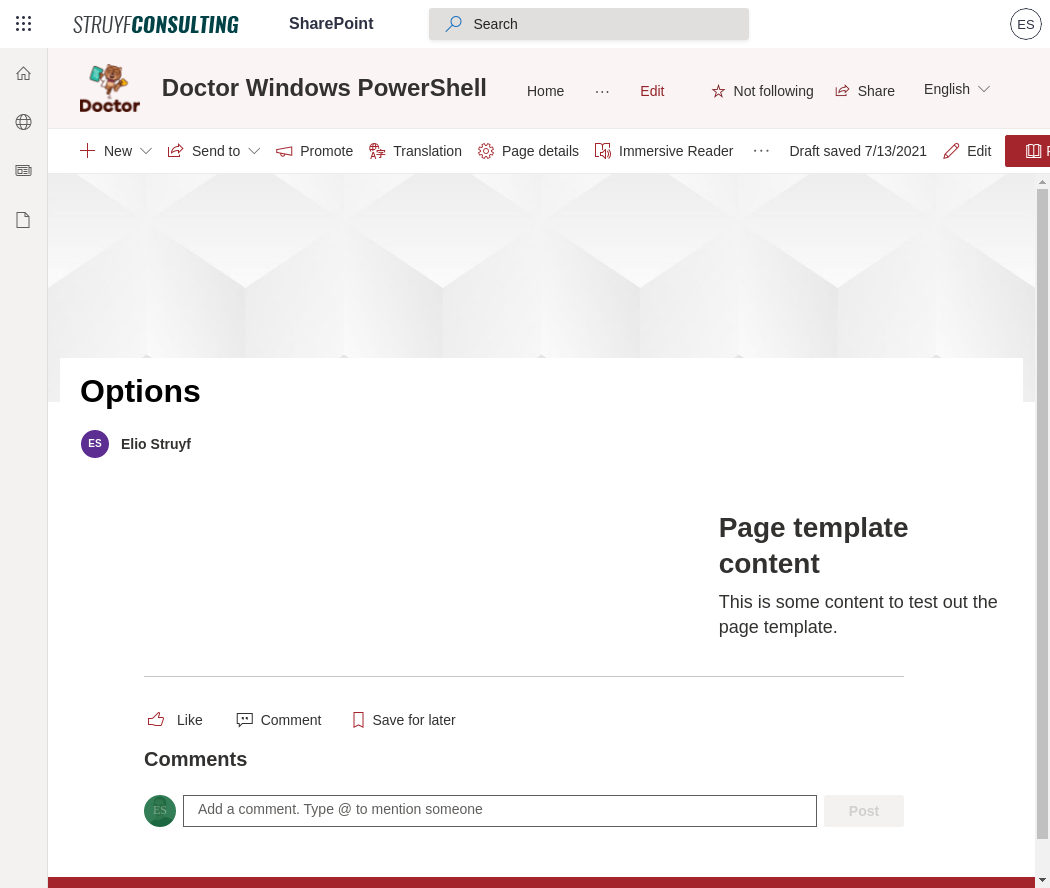 STRUYFCONSULTING SharePoint Search ES
Doctor
Doctor Windows PowerShell Home ... Edit Not following Share English
New Send to Promote Translation Page details Immersive Reader ... Draft saved 7/13/2021 Edit
Options
ES Elio Struyf
Page template
content
This is some content to test out the
page template.
Like Comment Save for later
Comments
ES Add a comment. Type @ to mention someone Post